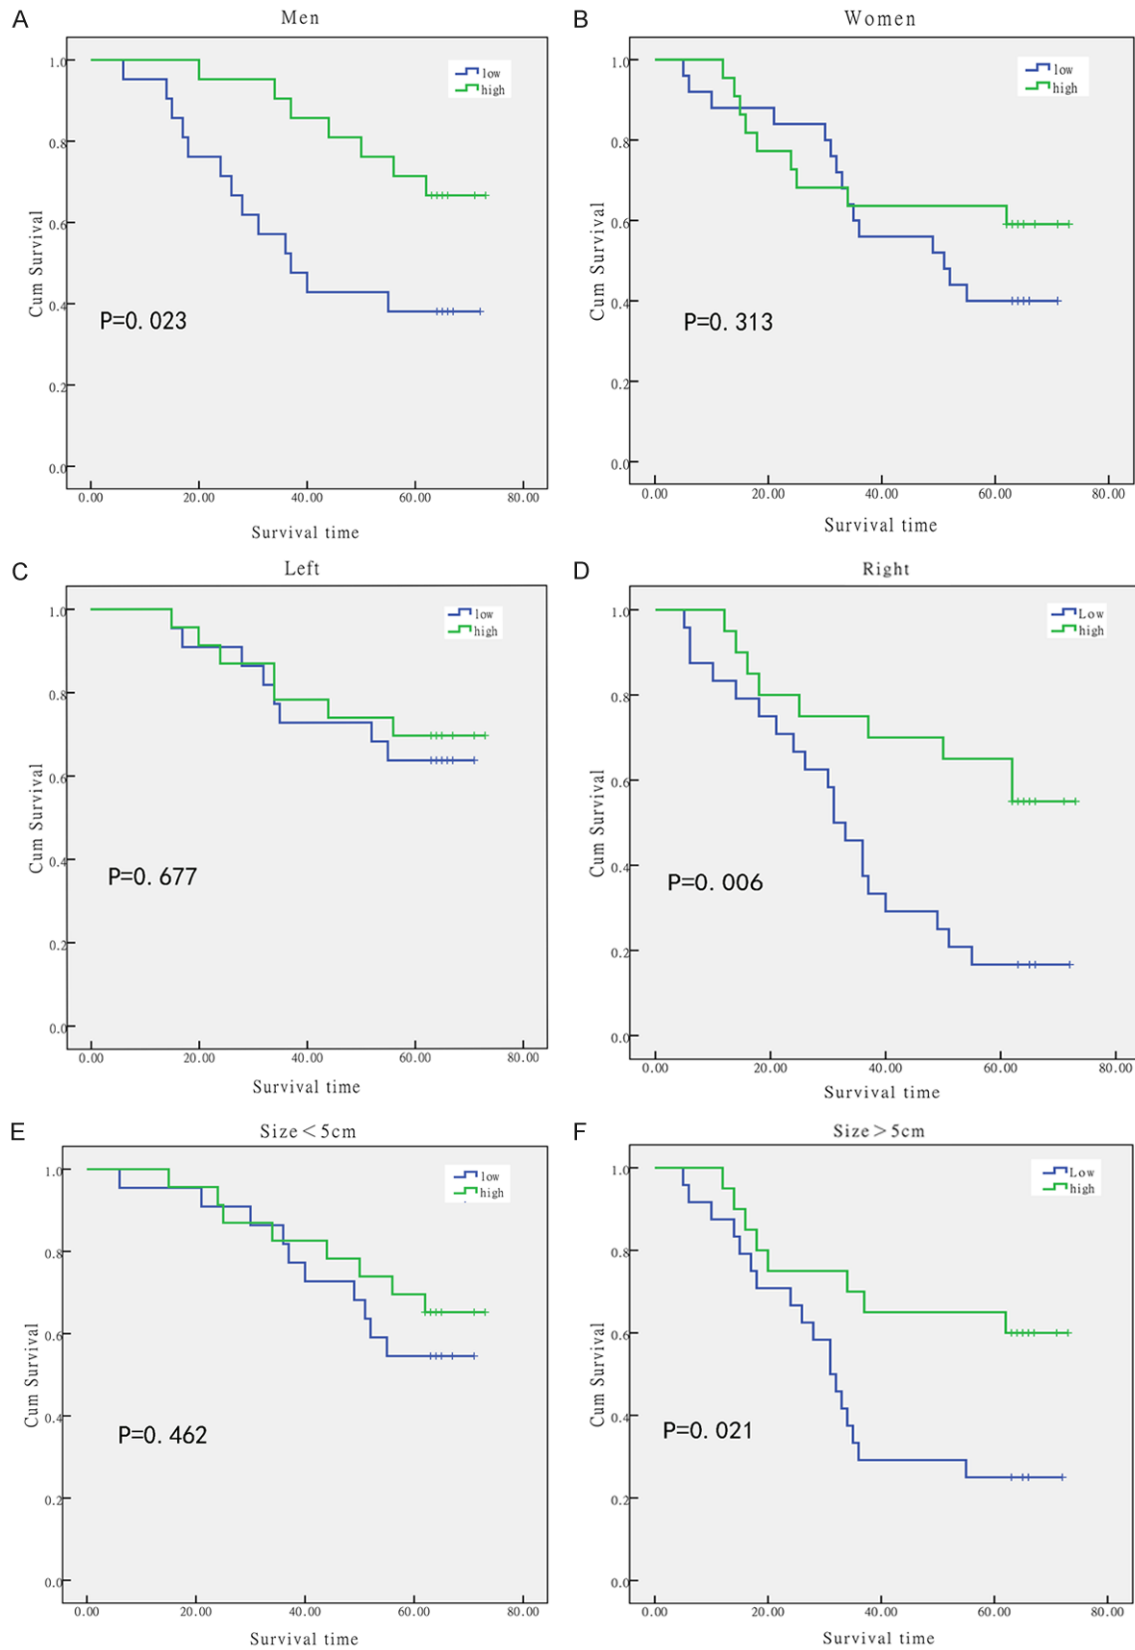 A
Men
low
high
1.0
0.8
0.6
0.4
0.2
0.0
Cum Survival
P=0. 023
0.00 20.00 40.00 60.00 80.00
Survival time
B
Women
low
high
1.0
0.8
0.6
0.4
0.2
0.0
Cum Survival
P=0. 313
0.00 20.00 40.00 60.00 80.00
Survival time
C
Left
low
high
1.0
0.8
0.6
0.4
0.2
0.0
Cum Survival
P=0. 677
0.00 20.00 40.00 60.00 80.00
Survival time
D
Right
Low
high
1.0
0.8
0.6
0.4
0.2
0.0
Cum Survival
P=0. 006
0.00 20.00 40.00 60.00 80.00
Survival time
E
Size＜5cm
low
high
1.0
0.8
0.6
0.4
0.2
0.0
Cum Survival
P=0. 462
0.00 20.00 40.00 60.00 80.00
Survival time
F
Size＞5cm
Low
high
1.0
0.8
0.6
0.4
0.2
0.0
Cum Survival
P=0. 021
0.00 20.00 40.00 60.00 80.00
Survival time